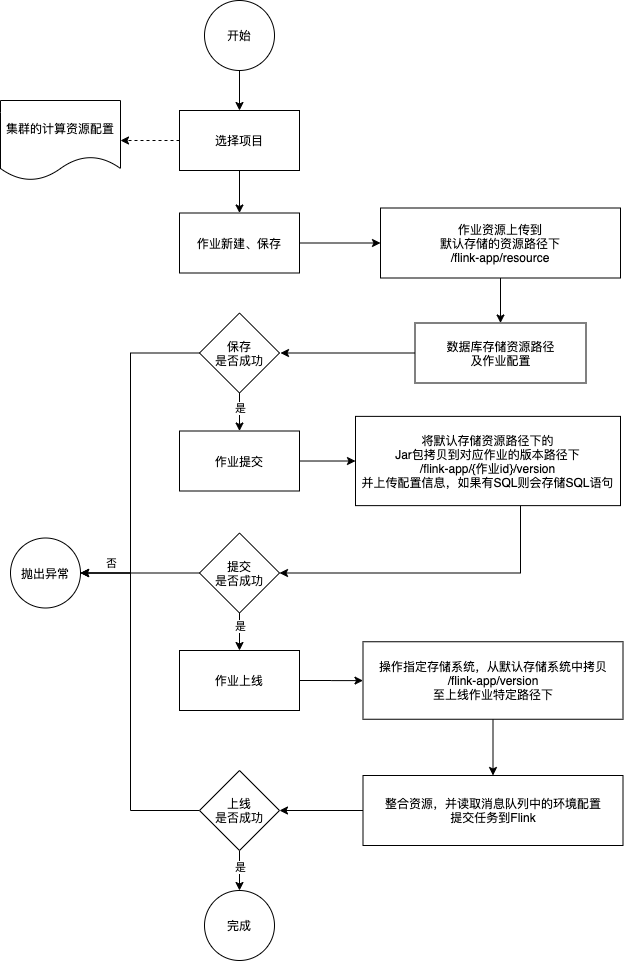 开始
集群的计算资源配置
选择项目
作业新建、保存
作业资源上传到
默认存储的资源路径下
/flink-app/resource
保存
是否成功
数据库存储资源路径
及作业配置
是
作业提交
将默认存储资源路径下的
Jar包拷贝到对应作业的版本路径下
/flink-app/{作业id}/version
并上传配置信息，如果有SQL则会存储SQL语句
抛出异常
否
提交
是否成功
是
作业上线
操作指定存储系统，从默认存储系统中拷贝
/flink-app/version
至上线作业特定路径下
上线
是否成功
整合资源，并读取消息队列中的环境配置
提交任务到Flink
是
完成